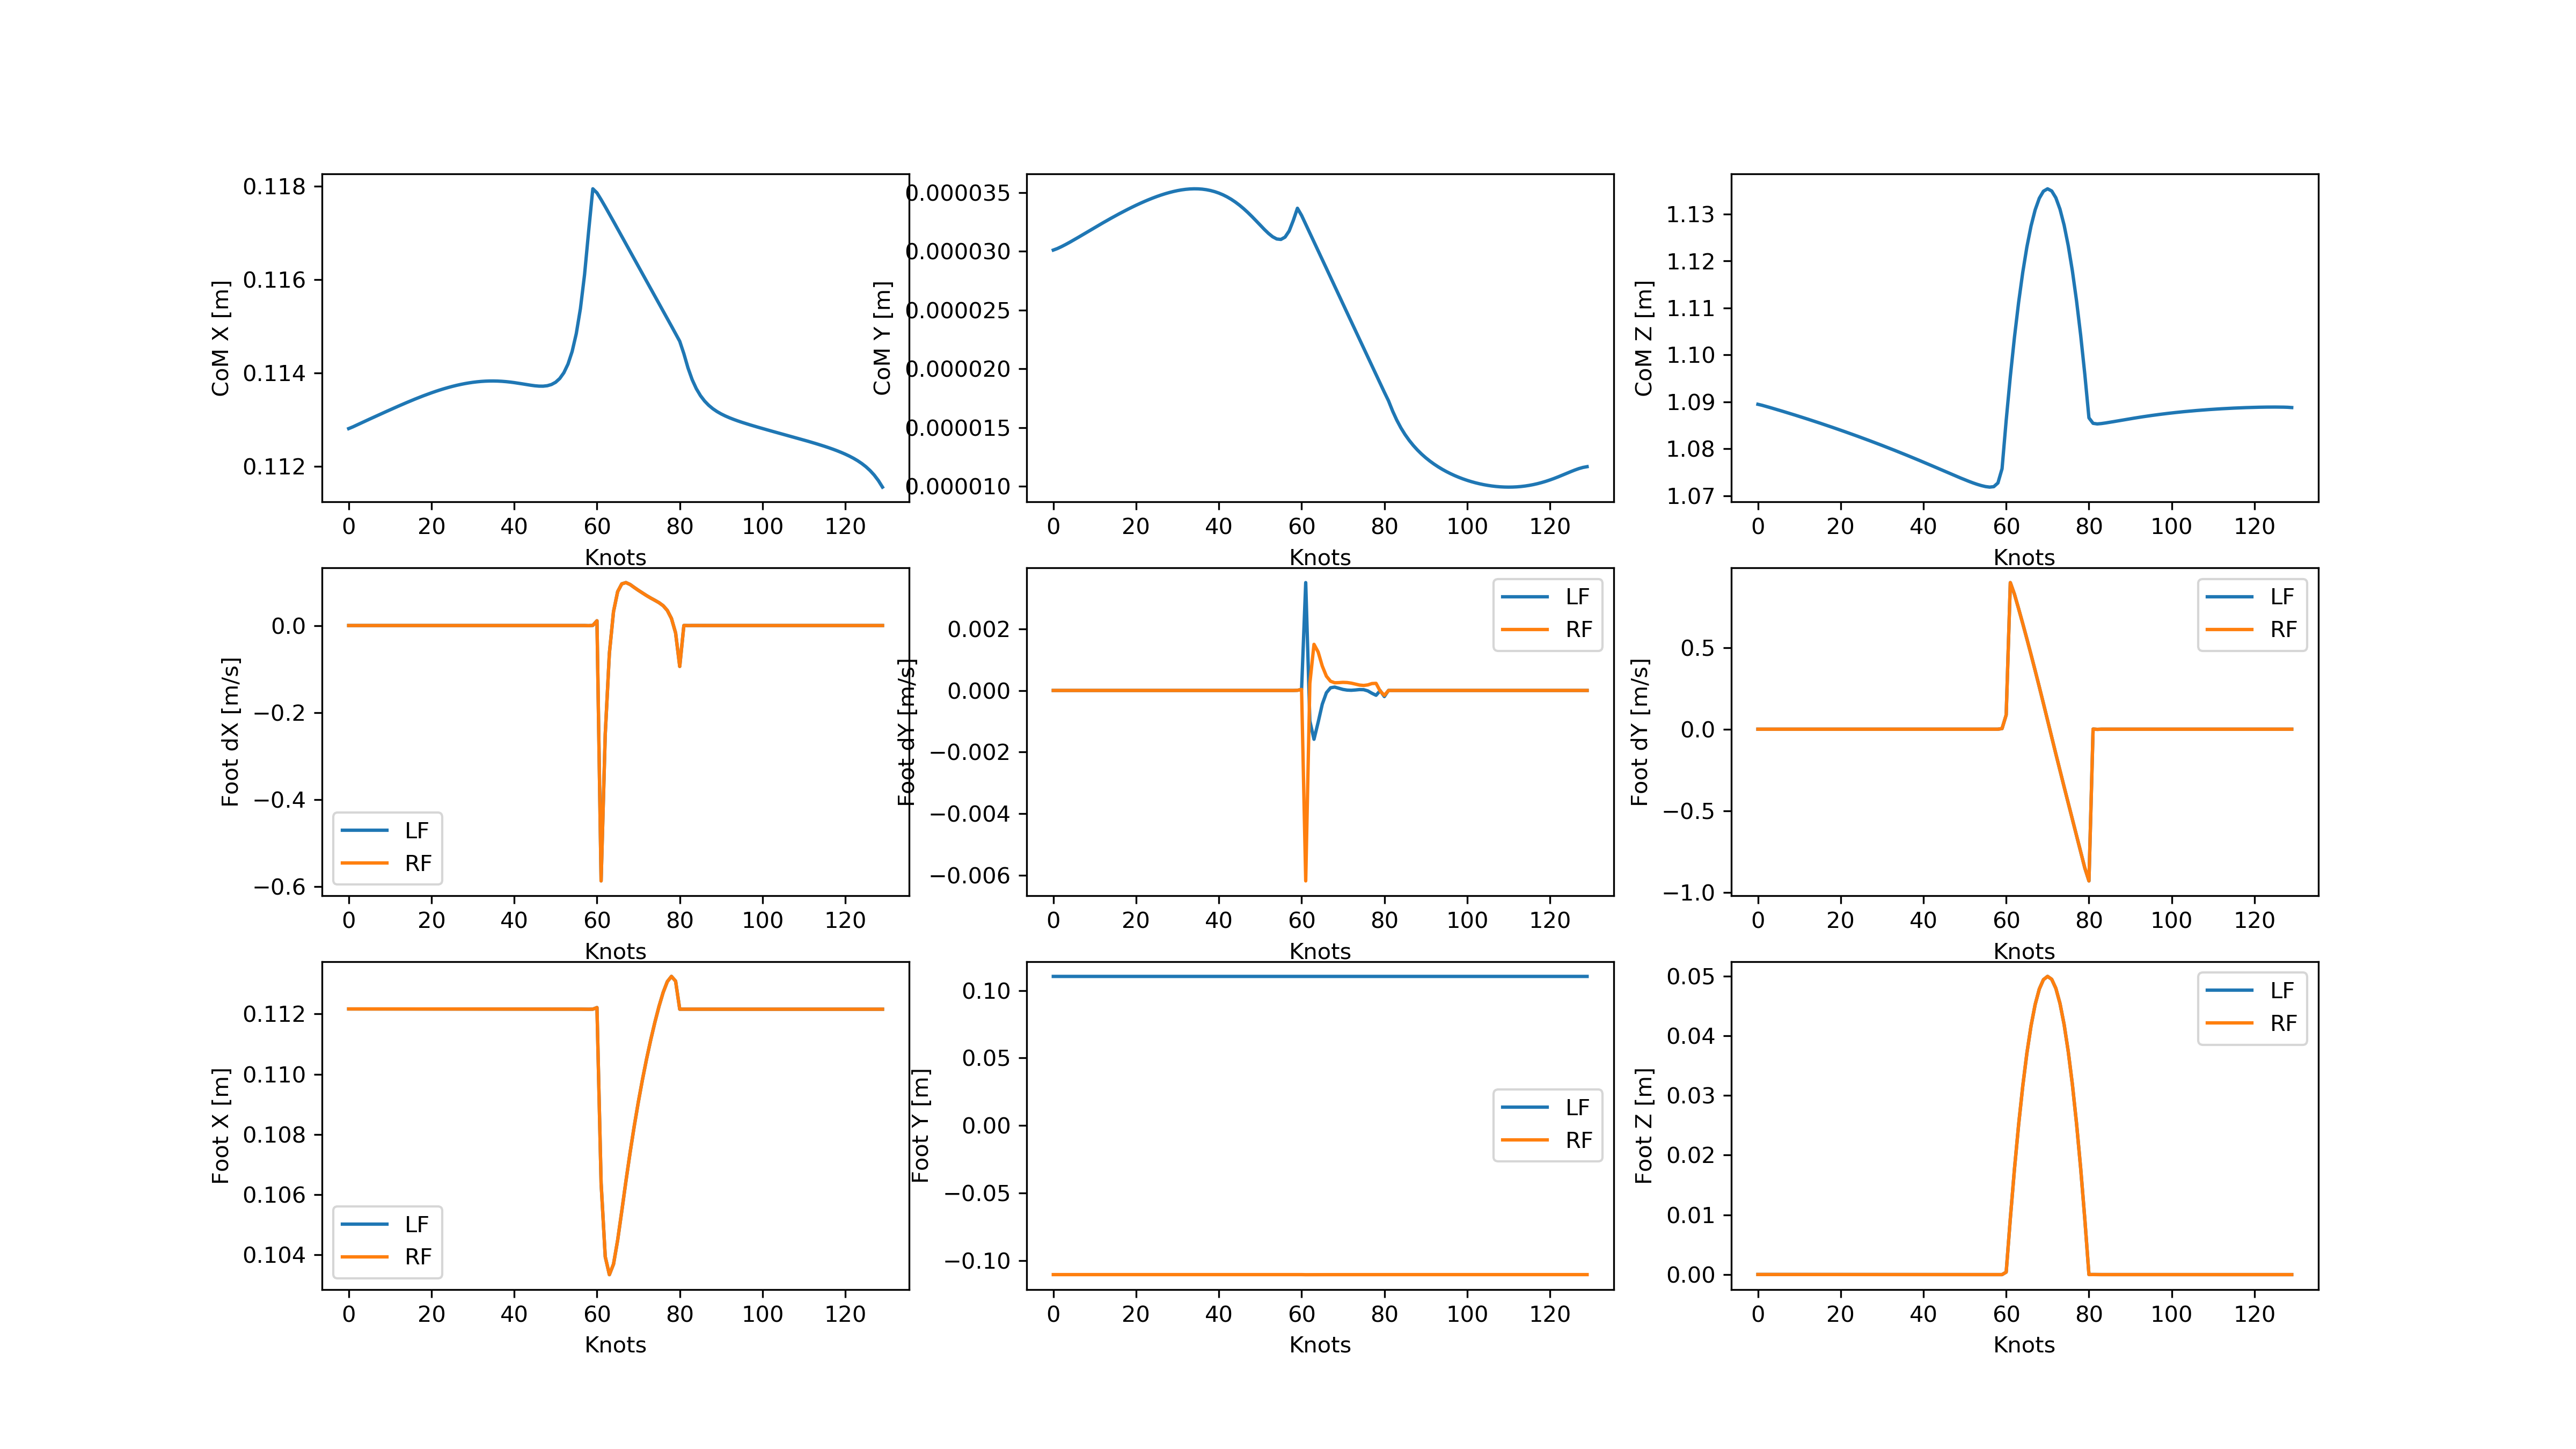 0.118
0.116
0.114
0.112
CoM X [m]
0 20 40 60 80 100 120
Knots
0.000035
0.000030
0.000025
0.000020
0.000015
0.000010
CoM Y [m]
0 20 40 60 80 100 120
Knots
1.13
1.12
1.11
1.10
1.09
1.08
1.07
CoM Z [m]
0 20 40 60 80 100 120
Knots
0.0
−0.2
−0.4
−0.6
Foot dX [m/s]
LF
RF
0 20 40 60 80 100 120
Knots
0.002
0.000
−0.002
−0.004
−0.006
Foot dY [m/s]
LF
RF
0 20 40 60 80 100 120
Knots
0.5
0.0
−0.5
−1.0
Foot dY [m/s]
LF
RF
0 20 40 60 80 100 120
Knots
0.112
0.110
0.108
0.106
0.104
Foot X [m]
LF
RF
0 20 40 60 80 100 120
Knots
0.10
0.05
0.00
−0.05
−0.10
Foot Y [m]
LF
RF
0 20 40 60 80 100 120
Knots
0.05
0.04
0.03
0.02
0.01
0.00
Foot Z [m]
LF
RF
0 20 40 60 80 100 120
Knots